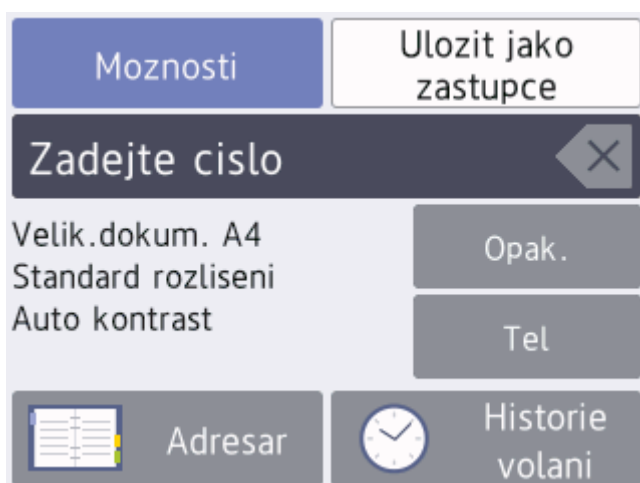 Moznosti
Ulozit jako
zastupce
Zadejte cislo
Velik.dokum. A4
Standard rozliseni
Auto kontrast
Opak.
Tel
Adresar
Historie
volani